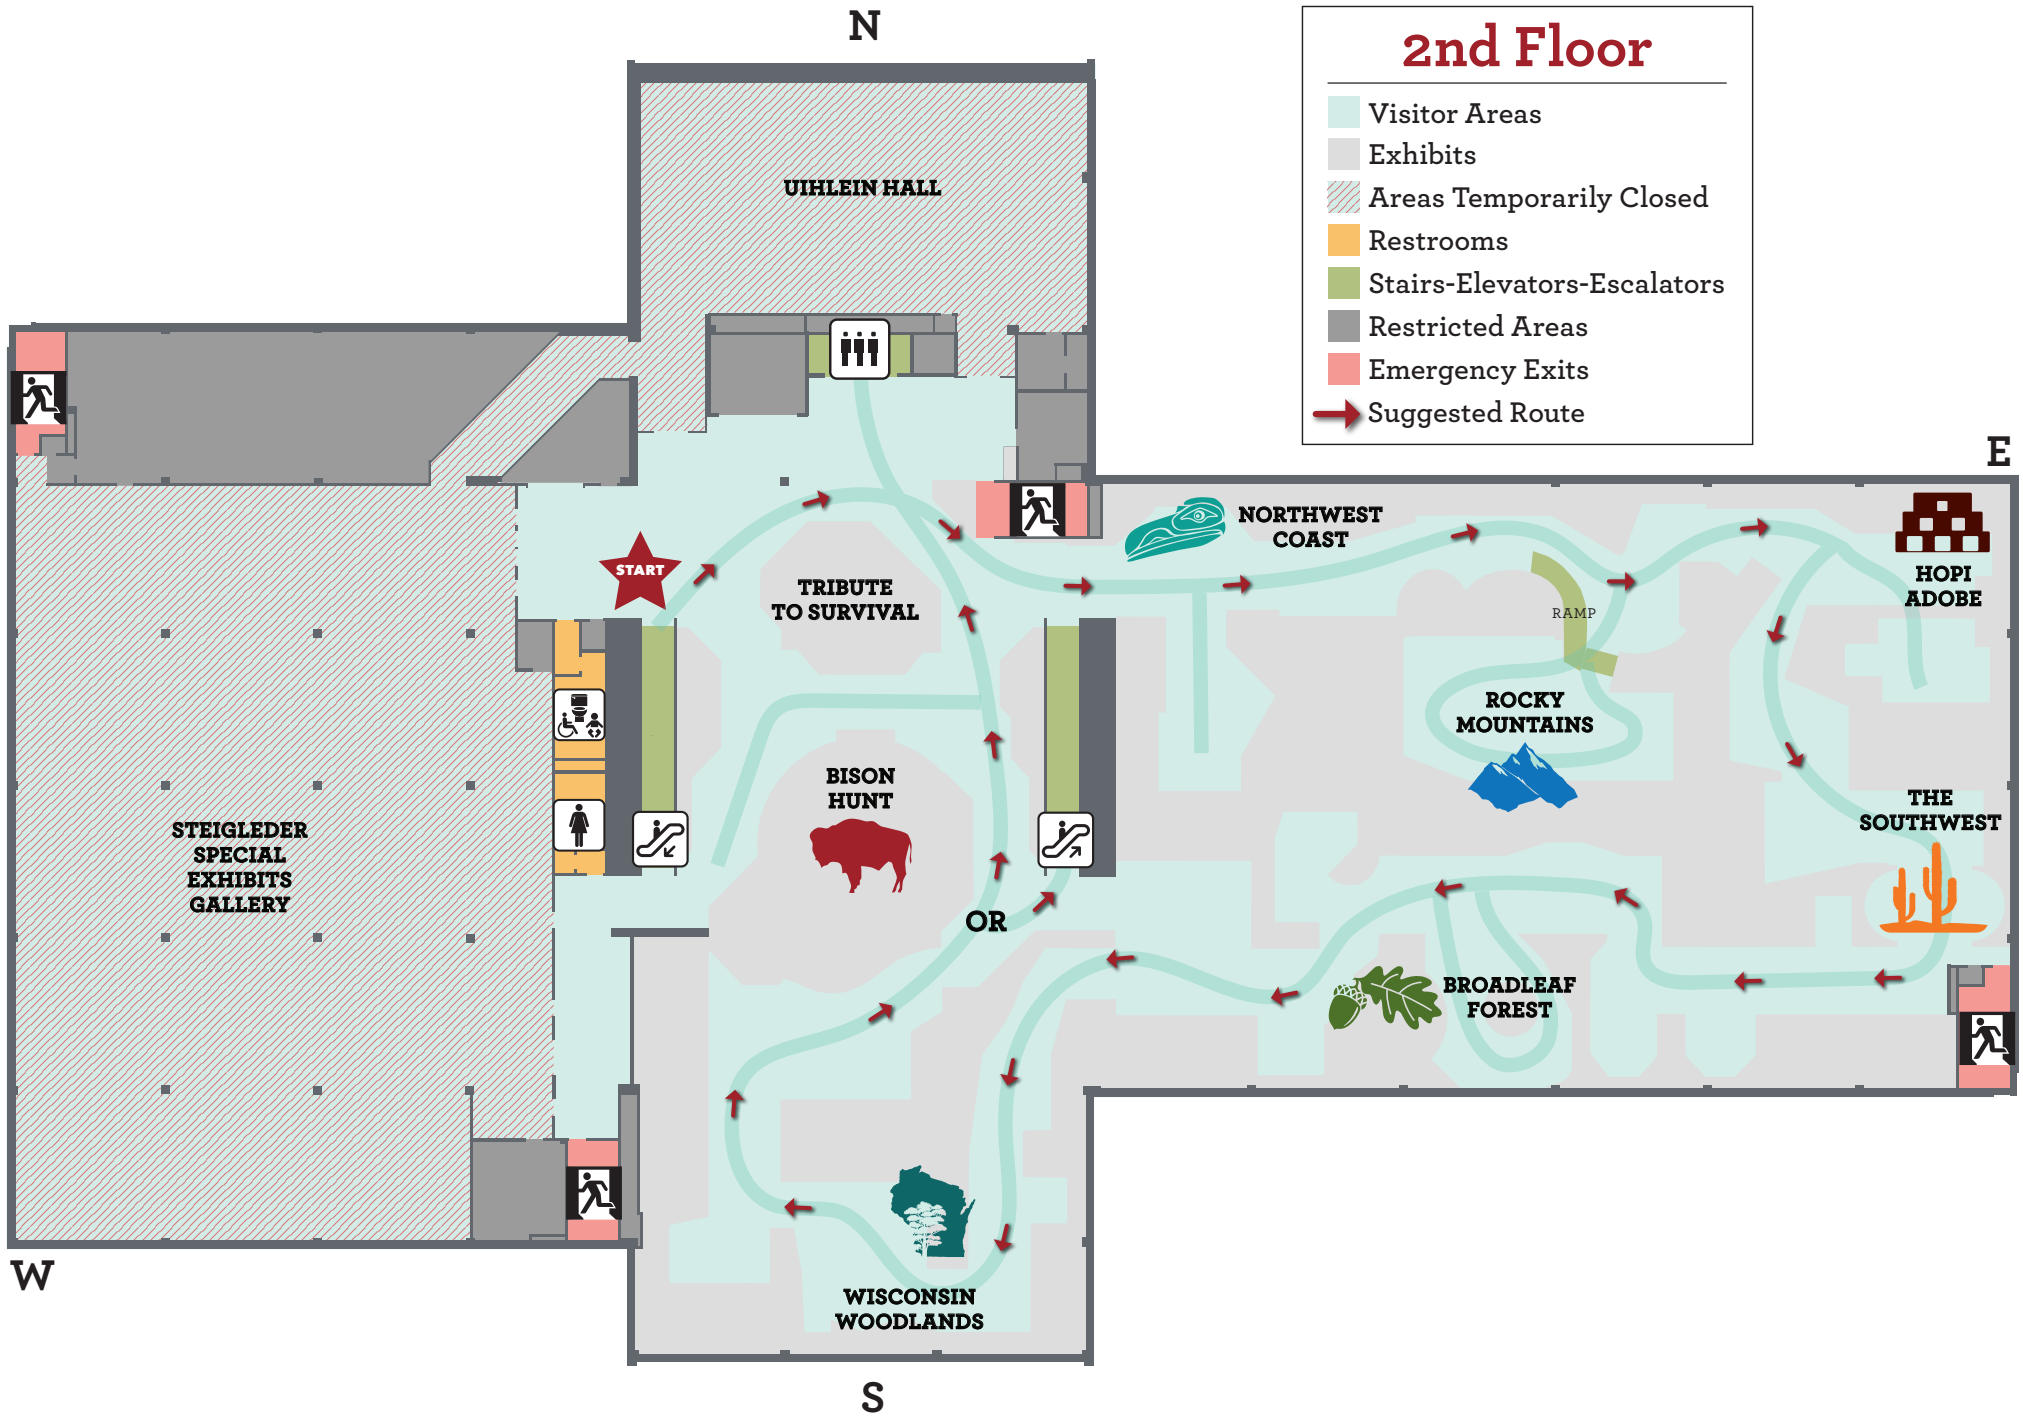 N
2nd Floor
Visitor Areas
Exhibits
Areas Temporarily Closed
Restrooms
Stairs-Elevators-Escalators
Restricted Areas
Emergency Exits
Suggested Route
UIHLEIN HALL
E
NORTHWEST
COAST
HOPI
ADOBE
START
TRIBUTE
TO SURVIVAL
RAMP
ROCKY
MOUNTAINS
BISON
HUNT
THE
SOUTHWEST
STEIGLEDER
SPECIAL
EXHIBITS
GALLERY
OR
BROADLEAF
FOREST
W
WISCONSIN
WOODLANDS
S